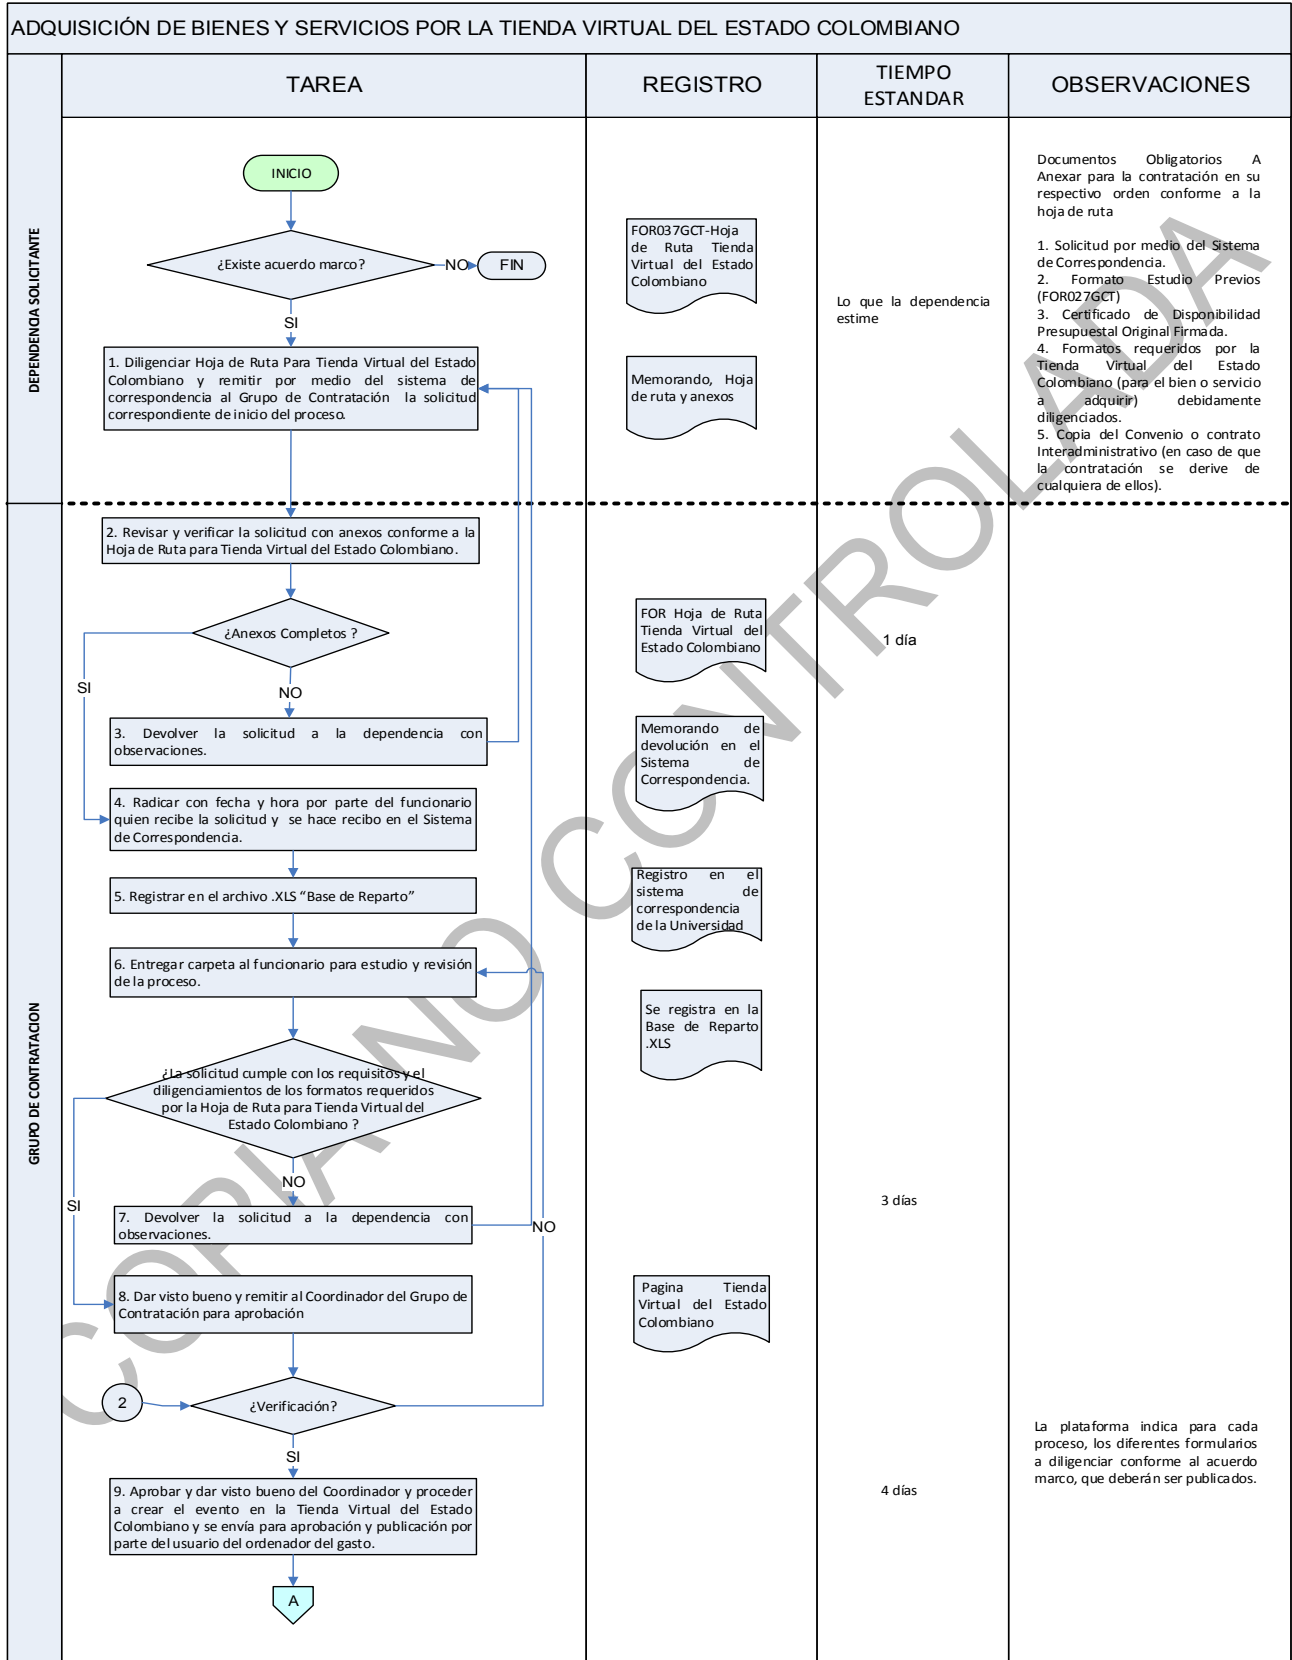 ADQUISICIÓN DE BIENES Y SERVICIOS POR LA TIENDA VIRTUAL DEL ESTADO COLOMBIANO
TAREA
REGISTRO
TIEMPO
ESTANDAR
OBSERVACIONES
DEPENDENCIA SOLICITANTE
INICIO
¿Existe acuerdo marco?
NO
FIN
SI
1. Diligenciar Hoja de Ruta Para Tienda Virtual del Estado
Colombiano y remitir por medio del sistema de
correspondencia al Grupo de Contratación la solicitud
correspondiente de inicio del proceso.
FOR037GCT-Hoja
de Ruta Tienda
Virtual del Estado
Colombiano
Memorando, Hoja
de ruta y anexos
Lo que la dependencia
estime
Documentos Obligatorios A
Anexar para la contratación en su
respectivo orden conforme a la
hoja de ruta
1. Solicitud por medio del Sistema
de Correspondencia.
2. Formato Estudio Previos
(FOR027GCT)
3. Certificado de Disponibilidad
Presupuestal Original Firmada.
4. Formatos requeridos por la
Tienda Virtual del Estado
Colombiano (para el bien o servicio
a adquirir) debidamente
diligenciados.
5. Copia del Convenio o contrato
Interadministrativo (en caso de que
la contratación se derive de
cualquiera de ellos).
GRUPO DE CONTRATACION
2. Revisar y verificar la solicitud con anexos conforme a la
Hoja de Ruta para Tienda Virtual del Estado Colombiano.
¿Anexos Completos ?
SI
NO
3. Devolver la solicitud a la dependencia con
observaciones.
4. Radicar con fecha y hora por parte del funcionario
quien recibe la solicitud y se hace recibo en el Sistema
de Correspondencia.
5. Registrar en el archivo .XLS “Base de Reparto”
6. Entregar carpeta al funcionario para estudio y revisión
de la proceso.
¿La solicitud cumple con los requisitos y el
diligenciamientos de los formatos requeridos
por la Hoja de Ruta para Tienda Virtual del
Estado Colombiano ?
NO
SI
7. Devolver la solicitud a la dependencia con
observaciones.
NO
8. Dar visto bueno y remitir al Coordinador del Grupo de
Contratación para aprobación
2
¿Verificación?
SI
9. Aprobar y dar visto bueno del Coordinador y proceder
a crear el evento en la Tienda Virtual del Estado
Colombiano y se envía para aprobación y publicación por
parte del usuario del ordenador del gasto.
A
FOR Hoja de Ruta
Tienda Virtual del
Estado Colombiano
Memorando de
devolución en el
Sistema de
Correspondencia.
Registro en el
sistema de
correspondencia
de la Universidad
Se registra en la
Base de Reparto
.XLS
Pagina Tienda
Virtual del Estado
Colombiano
1 día
3 días
4 días
La plataforma indica para cada
proceso, los diferentes formularios
a diligenciar conforme al acuerdo
marco, que deberán ser publicados.
COPIA NO CONTROLADA